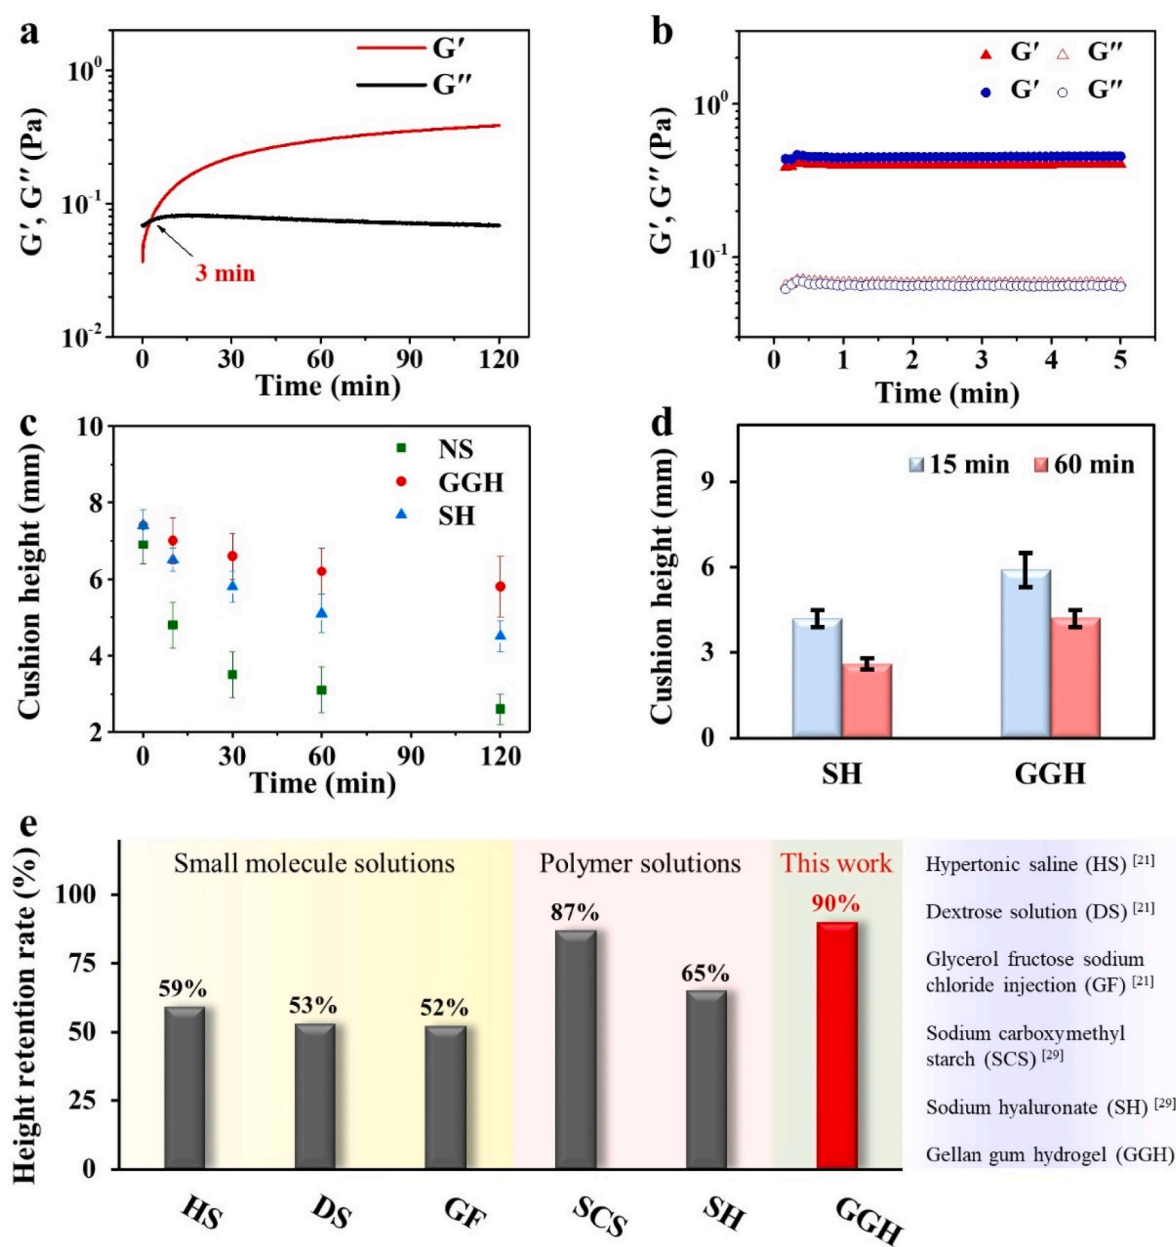 a
G′
G″
G′, G″ (Pa)
10⁰
10⁻¹
10⁻²
3 min
0 30 60 90 120
Time (min)
b
G′ G″
G′ G″
G′, G″ (Pa)
10⁰
10⁻¹
0 1 2 3 4 5
Time (min)
c
NS
GGH
SH
Cushion height (mm)
10
8
6
4
2
0 30 60 90 120
Time (min)
d
15 min 60 min
Cushion height (mm)
9
6
3
0
SH GGH
e
Small molecule solutions Polymer solutions This work
Height retention rate (%)
100
75
50
25
0
59% 53% 52% 87% 65% 90%
HS DS GF SCS SH GGH
Hypertonic saline (HS) [21]
Dextrose solution (DS) [21]
Glycerol fructose sodium
chloride injection (GF) [21]
Sodium carboxymethyl
starch (SCS) [29]
Sodium hyaluronate (SH) [29]
Gellan gum hydrogel (GGH)